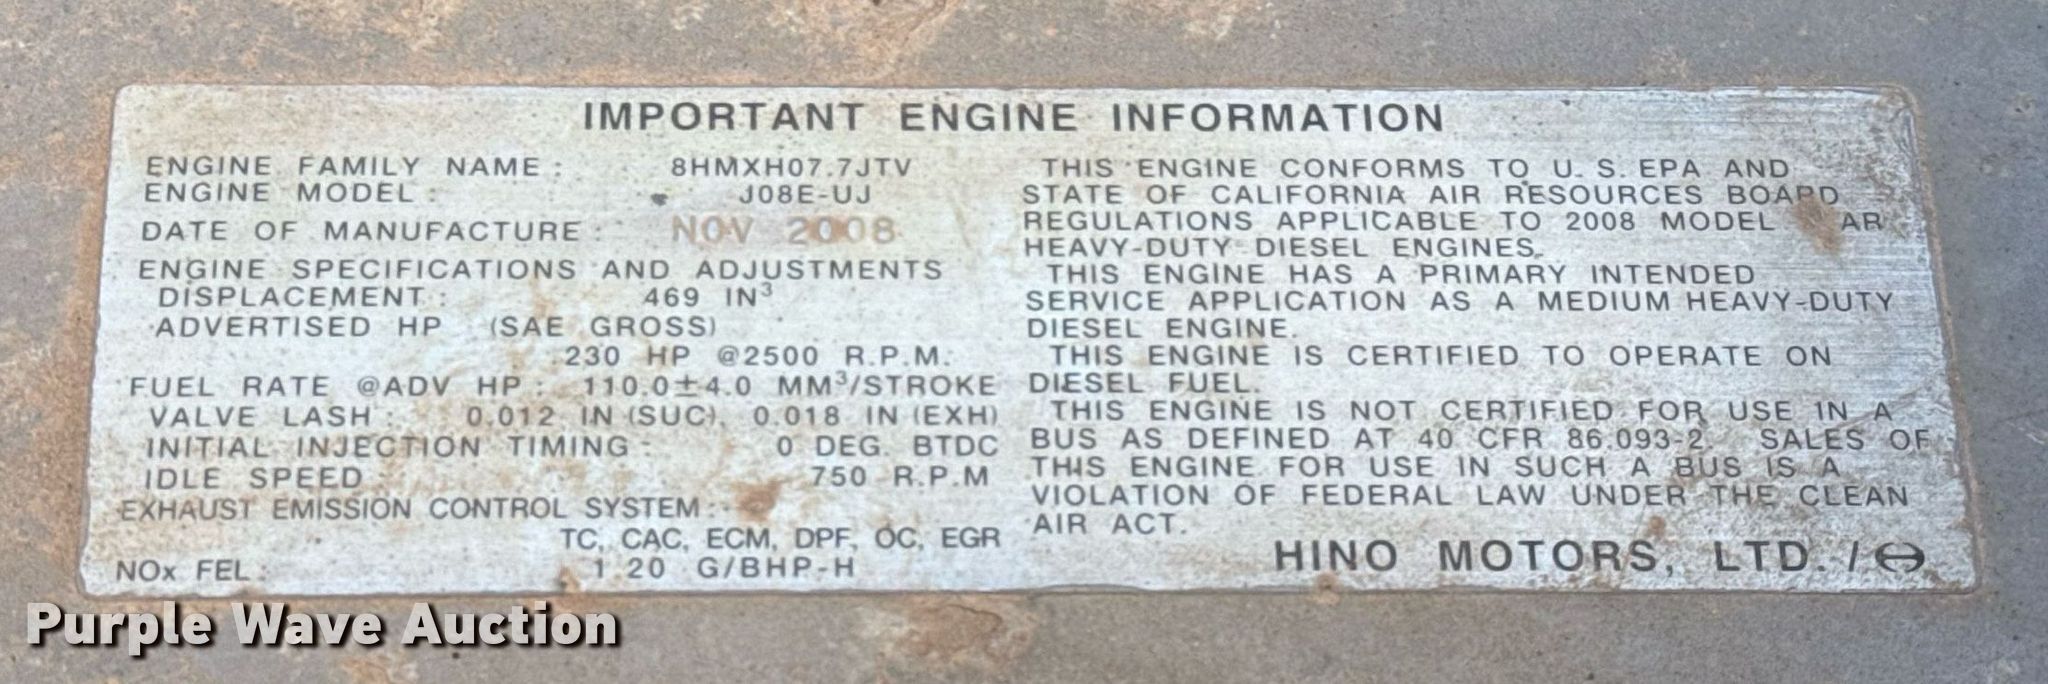 IMPORTANT ENGINE INFORMATION
ENGINE FAMILY NAME: 8HMXH07.7JTV
ENGINE MODEL: J08E-UJ
DATE OF MANUFACTURE: NOV 2008
ENGINE SPECIFICATIONS AND ADJUSTMENTS
DISPLACEMENT: 469 IN³
ADVERTISED HP (SAE GROSS)
230 HP @2500 R.P.M.
FUEL RATE @ADV HP: 110.0±4.0 MM³/STROKE
VALVE LASH: 0.012 IN (SUC), 0.018 IN (EXH)
INITIAL INJECTION TIMING: 0 DEG. BTDC
IDLE SPEED 750 R.P.M
EXHAUST EMISSION CONTROL SYSTEM:
TC, CAC, ECM, DPF, OC, EGR
NOx FEL: 1.20 G/BHP-H
THIS ENGINE CONFORMS TO U.S.EPA AND
STATE OF CALIFORNIA AIR RESOURCES BOARD
REGULATIONS APPLICABLE TO 2008 MODEL AR
HEAVY-DUTY DIESEL ENGINES.
THIS ENGINE HAS A PRIMARY INTENDED
SERVICE APPLICATION AS A MEDIUM HEAVY-DUTY
DIESEL ENGINE.
THIS ENGINE IS CERTIFIED TO OPERATE ON
DIESEL FUEL.
THIS ENGINE IS NOT CERTIFIED FOR USE IN A
BUS AS DEFINED AT 40 CFR 86.093-2. SALES OF
THIS ENGINE FOR USE IN SUCH A BUS IS A
VIOLATION OF FEDERAL LAW UNDER THE CLEAN
AIR ACT.
HINO MOTORS, LTD./
Purple Wave Auction